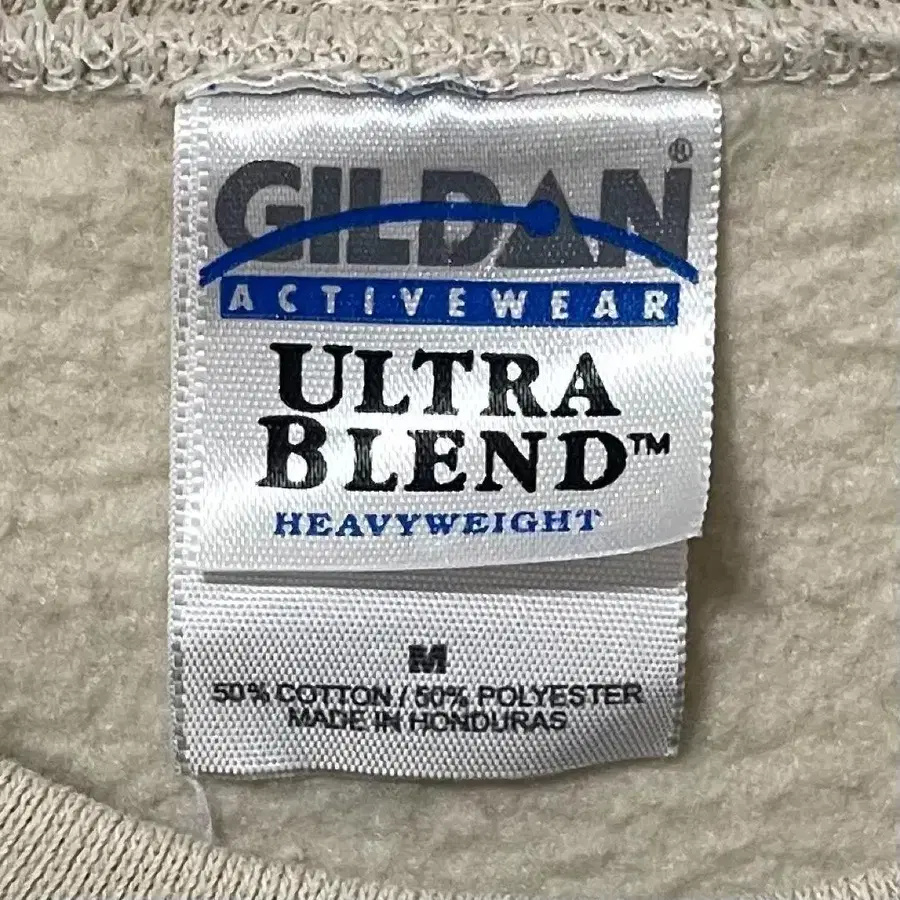 GILDAN®
ACTIVEWEAR
ULTRA
BLEND™
HEAVYWEIGHT
M
50% COTTON / 50% POLYESTER
MADE IN HONDURAS